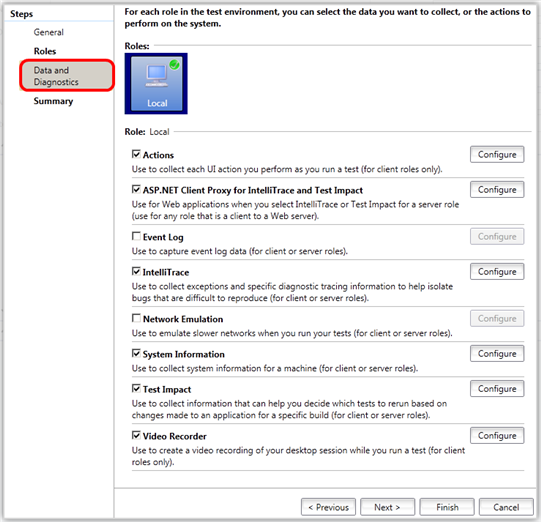 Steps
General
Roles
Data and
Diagnostics
Summary
For each role in the test environment, you can select the data you want to collect, or the actions to
perform on the system.
Roles:
Local
Role: Local
Actions
Configure
Use to collect each UI action you perform as you run a test (for client roles only).
ASP.NET Client Proxy for IntelliTrace and Test Impact
Configure
Use for Web applications when you select IntelliTrace or Test Impact for a server role
(use for any role that is a client to a Web server).
Event Log
Configure
Use to capture event log data (for client or server roles).
IntelliTrace
Configure
Use to collect exceptions and specific diagnostic tracing information to help isolate
bugs that are difficult to reproduce (for client or server roles).
Network Emulation
Configure
Use to emulate slower networks when you run your tests (for client or server roles).
System Information
Configure
Use to collect system information for a machine (for client or server roles).
Test Impact
Configure
Use to collect information that can help you decide which tests to rerun based on
changes made to an application for a specific build (for client or server roles).
Video Recorder
Configure
Use to create a video recording of your desktop session while you run a test (for client
roles only).
< Previous
Next >
Finish
Cancel